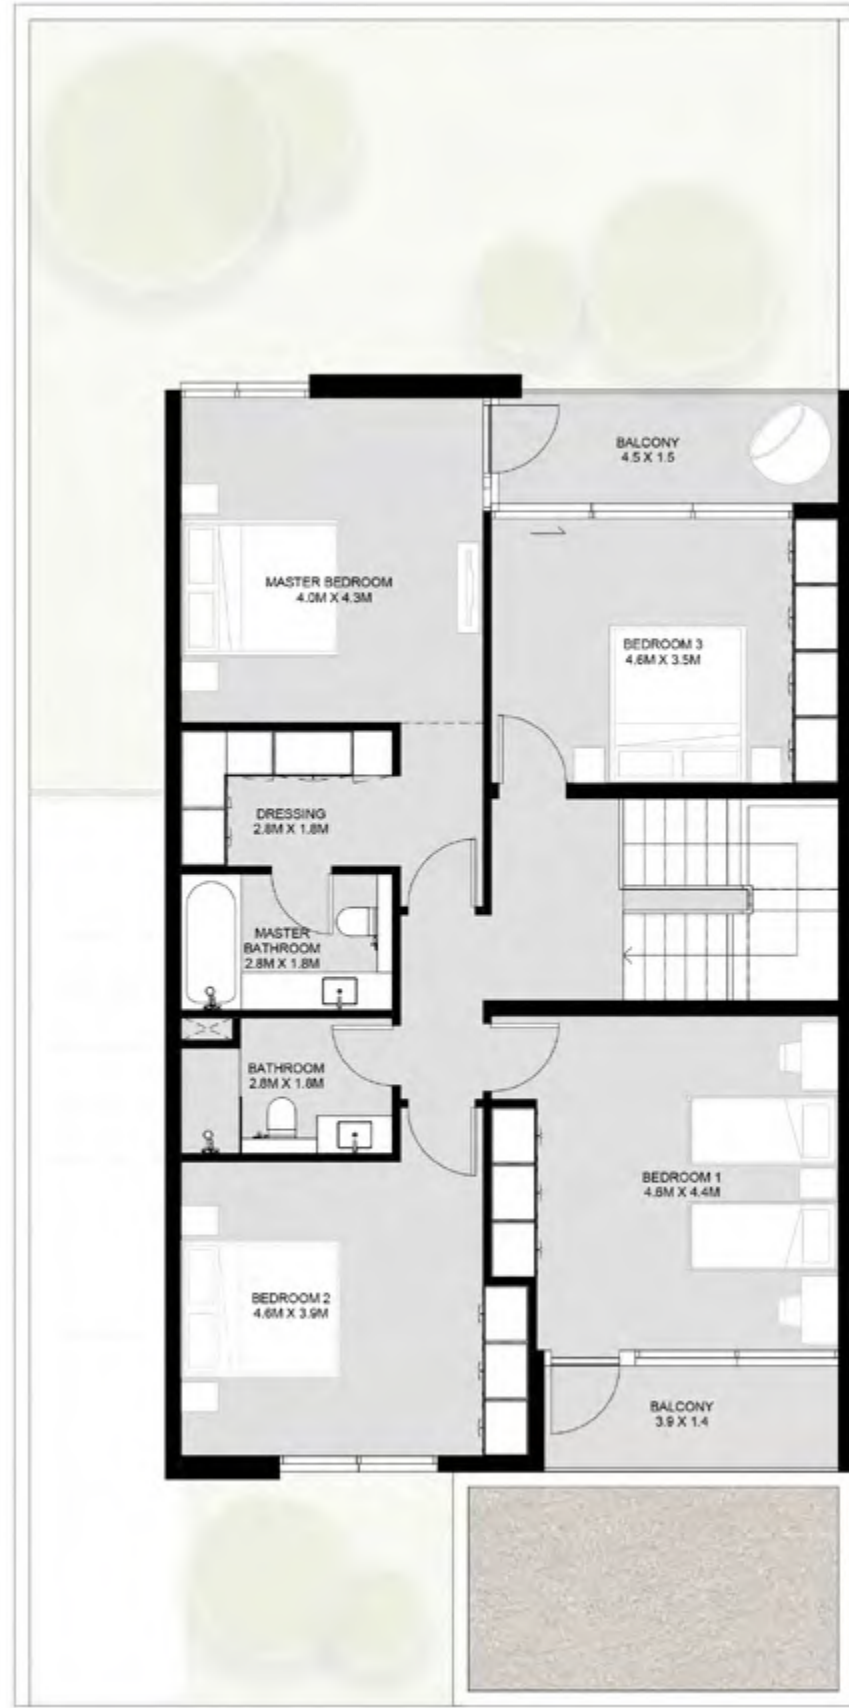 BALCONY
4.5 X 1.5
MASTER BEDROOM
4.0M X 4.3M
BEDROOM 3
4.6M X 3.5M
DRESSING
2.8M X 1.8M
MASTER
BATHROOM
2.8M X 1.8M
BATHROOM
2.8M X 1.8M
BEDROOM 1
4.6M X 4.4M
BEDROOM 2
4.6M X 3.9M
BALCONY
3.9 X 1.4